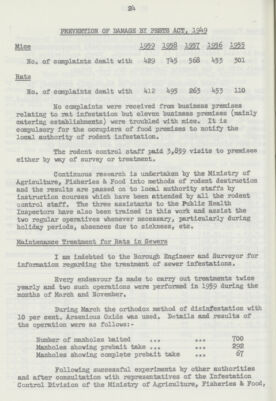 24
PREVENTION OF DAMAGE BY PESTS ACT, 1949
Mice 1959 1958 1957 1956 1955
No. of complaints dealt with 429 745 568 433 301
Rats
No. of complaints dealt with 412 493 263 453 110
No complaints were received from business premises
relating to rat infestation but eleven business premises (mainly
catering establishments) were troubled with mice. It is
compulsory for the occupiers of food premises to notify the
local authority of rodent infestation.
The rodent control staff paid 3,859 visits to premises
either by way of survey or treatment.
Continuous research is undertaken by the Ministry of
Agriculture, Fisheries & Food into methods of rodent destruction
and the results are passed on to local authority staffs by
instruction courses which have been attended by all the rodent
control staff. The three assistants to the Public Health
Inspectors have also been trained in this work and assist the
two regular operatives whenever necessary, particularly during
holiday periods, absences due to sickness, etc.
Maintenance Treatment for Rats in Sewers
I am indebted to the Borough Engineer and Surveyor for
information regarding the treatment of sewer infestations.
Every endeavour is made to carry out treatments twice
yearly and two such operations were performed in 1959 during the
months of March and November.
During March the orthodox method of disinfestation with
10 per cent. Arsenious Oxide was used. Details and results of
the operation were as follows:-
Number of manholes baited ... ... 700
Manholes showing prebait take ... ... 292
Manholes showing complete prebait take ... 67
Following successful experiments by other authorities
and after consultation with representatives of the Infestation
Control Division of the Ministry of Agriculture, Fisheries & Food,